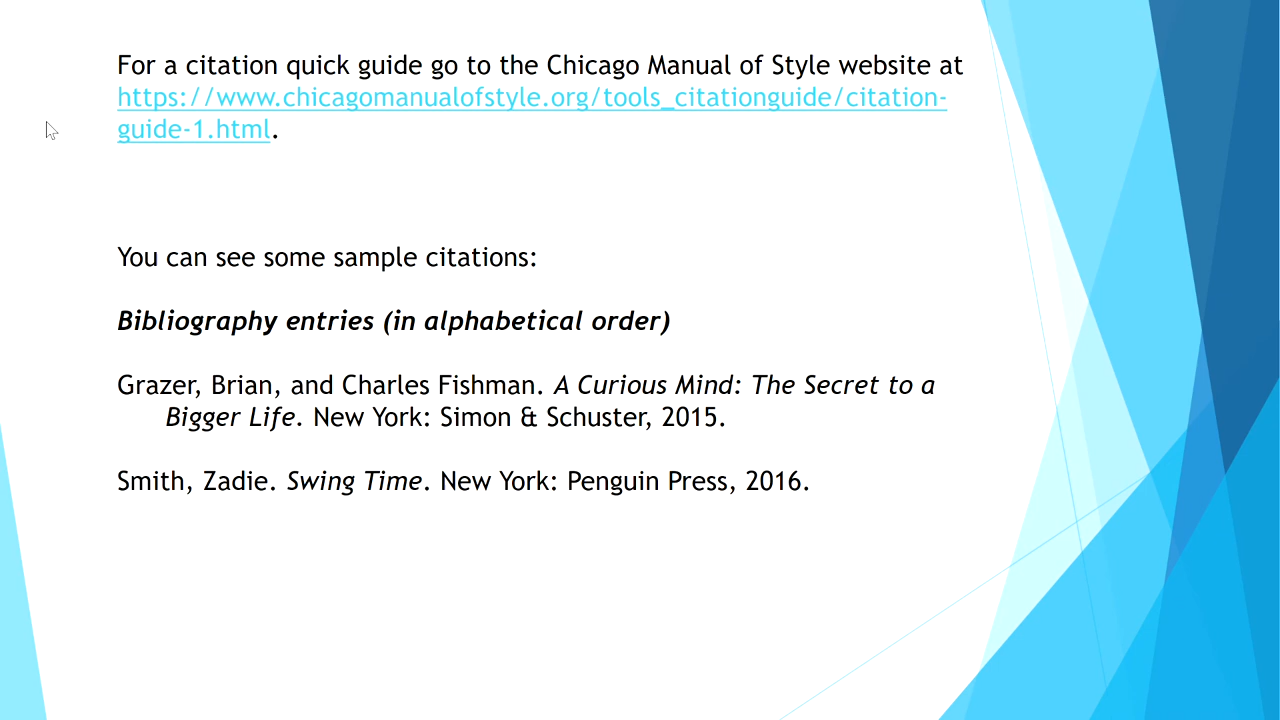 For a citation quick guide go to the Chicago Manual of Style website at
https://www.chicagomanualofstyle.org/tools_citationguide/citation-
guide-1.html.
You can see some sample citations:
Bibliography entries (in alphabetical order)
Grazer, Brian, and Charles Fishman. A Curious Mind: The Secret to a
Bigger Life. New York: Simon & Schuster, 2015.
Smith, Zadie. Swing Time. New York: Penguin Press, 2016.